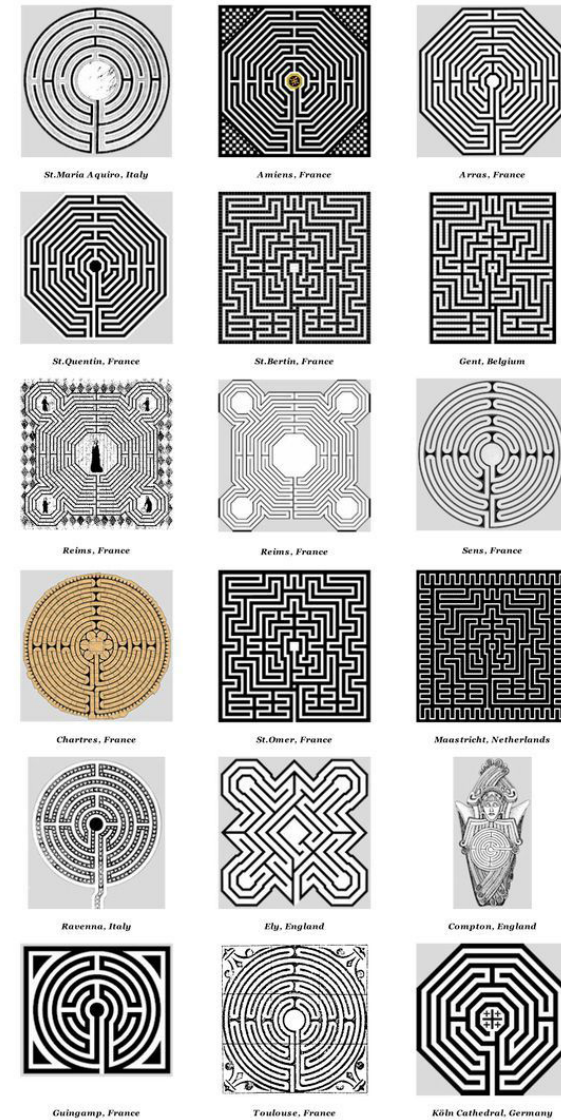 St.Maria Aquiro, Italy
Amiens, France
Arras, France
St.Quentin, France
St.Bertin, France
Gent, Belgium
Reims, France
Reims, France
Sens, France
Chartres, France
St.Omer, France
Maastricht, Netherlands
Ravenna, Italy
Ely, England
Compton, England
Guingamp, France
Toulouse, France
Köln Cathedral, Germany